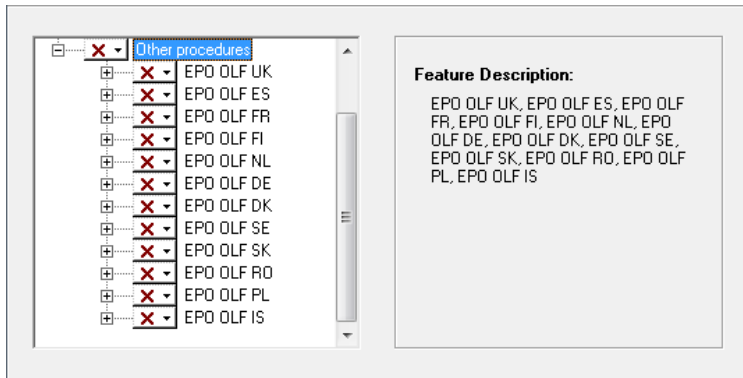 Other procedures
EPO OLF UK
EPO OLF ES
EPO OLF FR
EPO OLF FI
EPO OLF NL
EPO OLF DE
EPO OLF DK
EPO OLF SE
EPO OLF SK
EPO OLF RO
EPO OLF PL
EPO OLF IS
Feature Description:
EPO OLF UK, EPO OLF ES, EPO OLF
FR, EPO OLF FI, EPO OLF NL, EPO
OLF DE, EPO OLF DK, EPO OLF SE,
EPO OLF SK, EPO OLF RO, EPO OLF
PL, EPO OLF IS